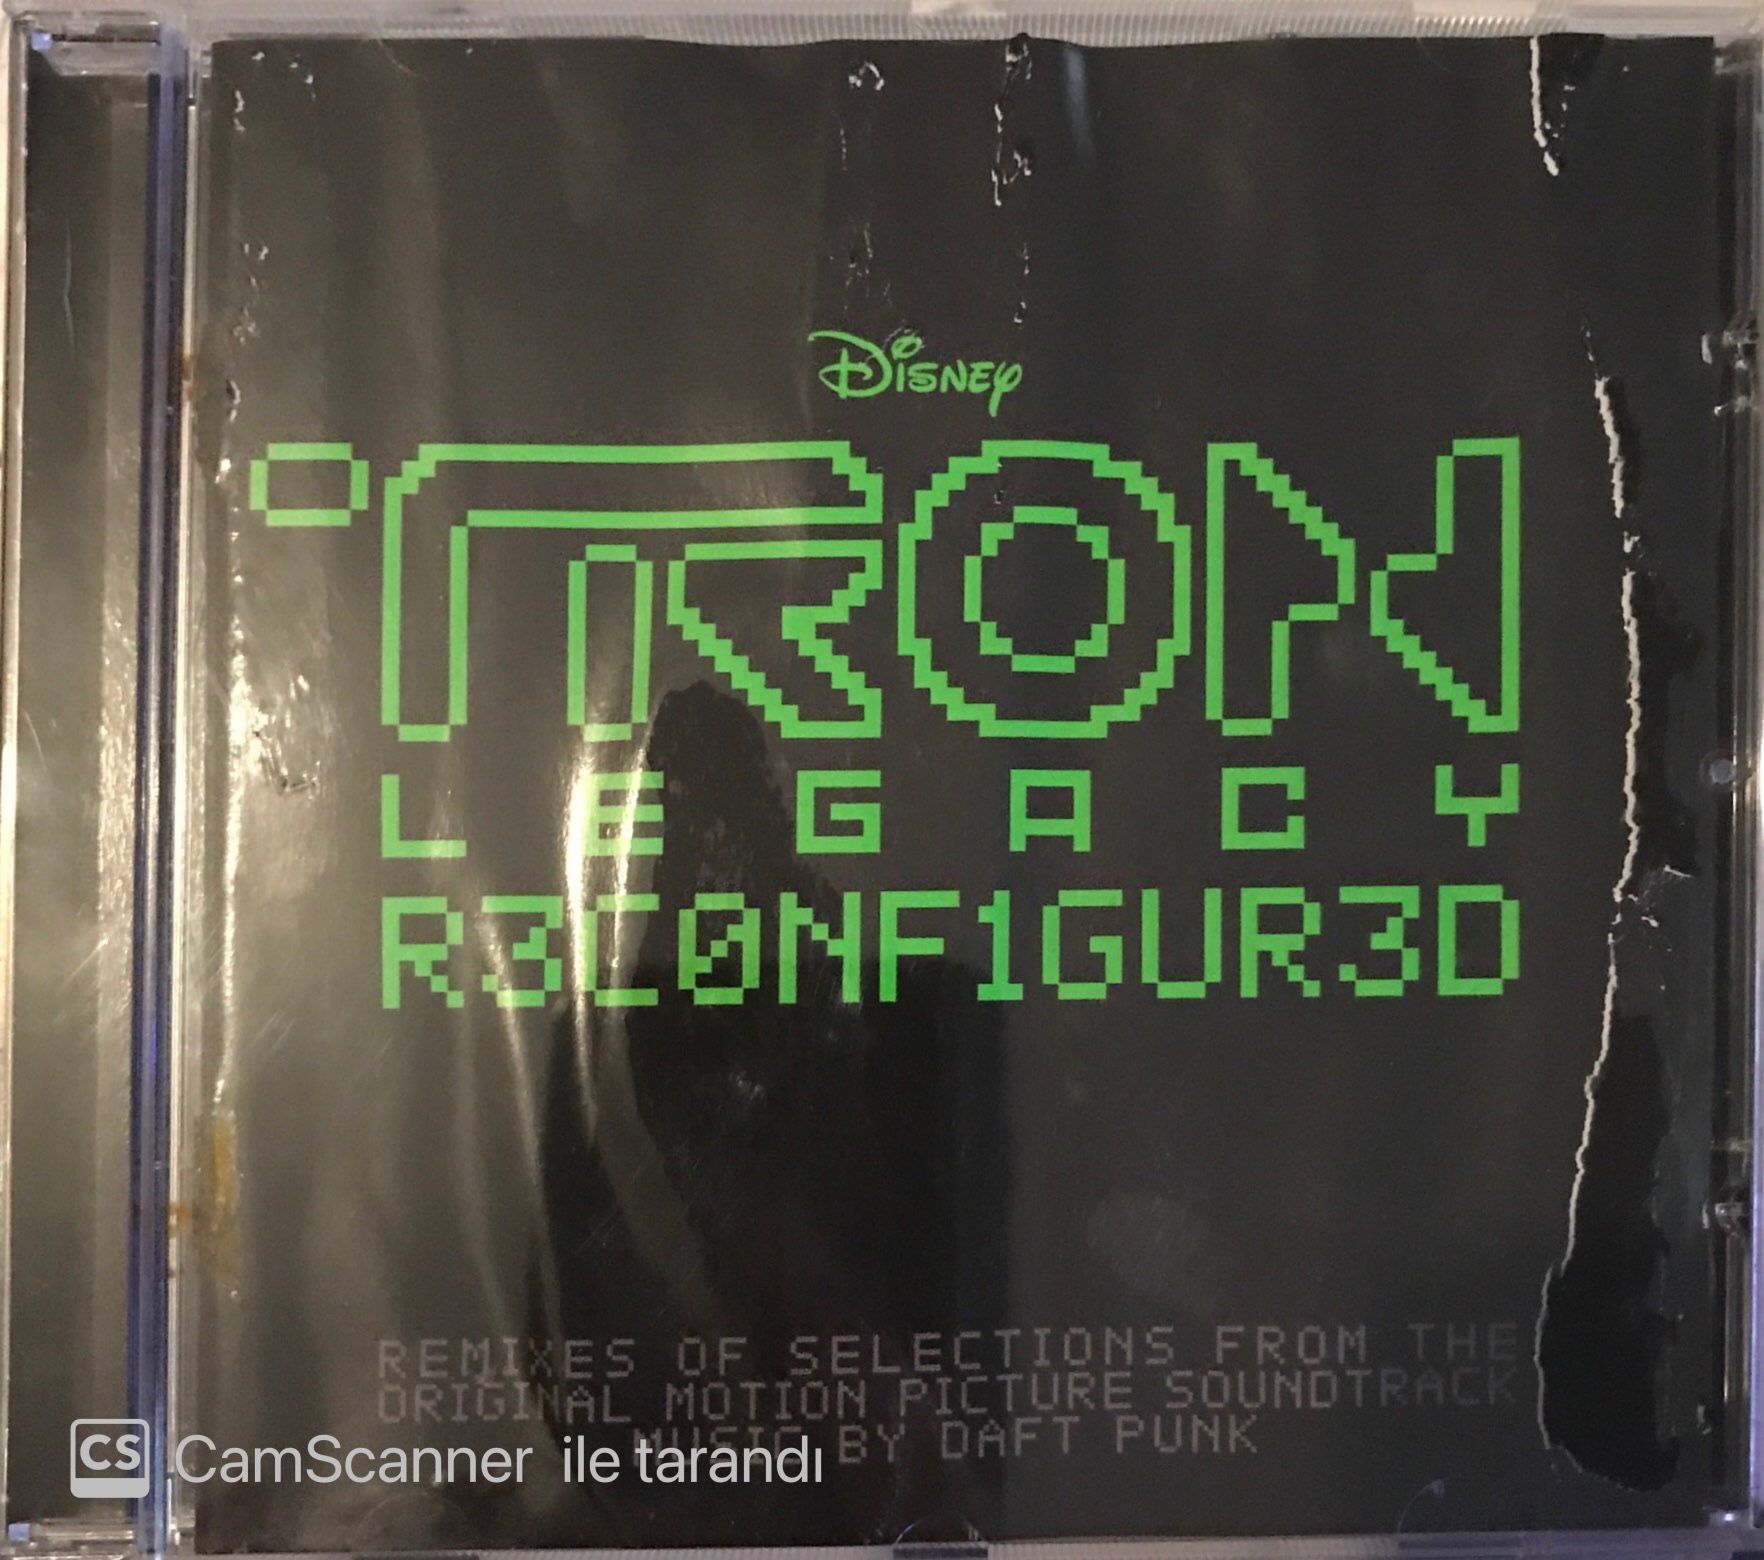 Disney
TRON
LEGACY
R3C0NF1GUR3D
REMIXES OF SELECTIONS FROM THE
ORIGINAL MOTION PICTURE SOUNDTRACK
MUSIC BY DAFT PUNK
CS CamScanner ile tarandı